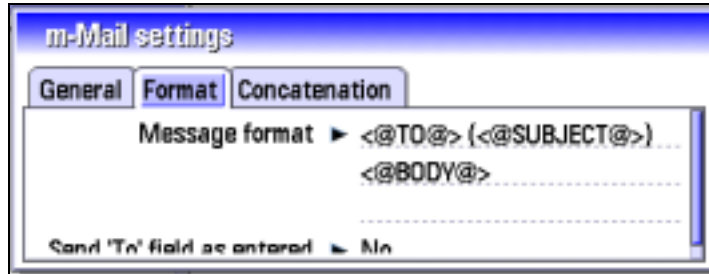 m-Mail settings
General Format Concatenation
Message format ► <@TO@> (<@SUBJECT@>)
<@BODY@>
Send 'To' field as entered ► No